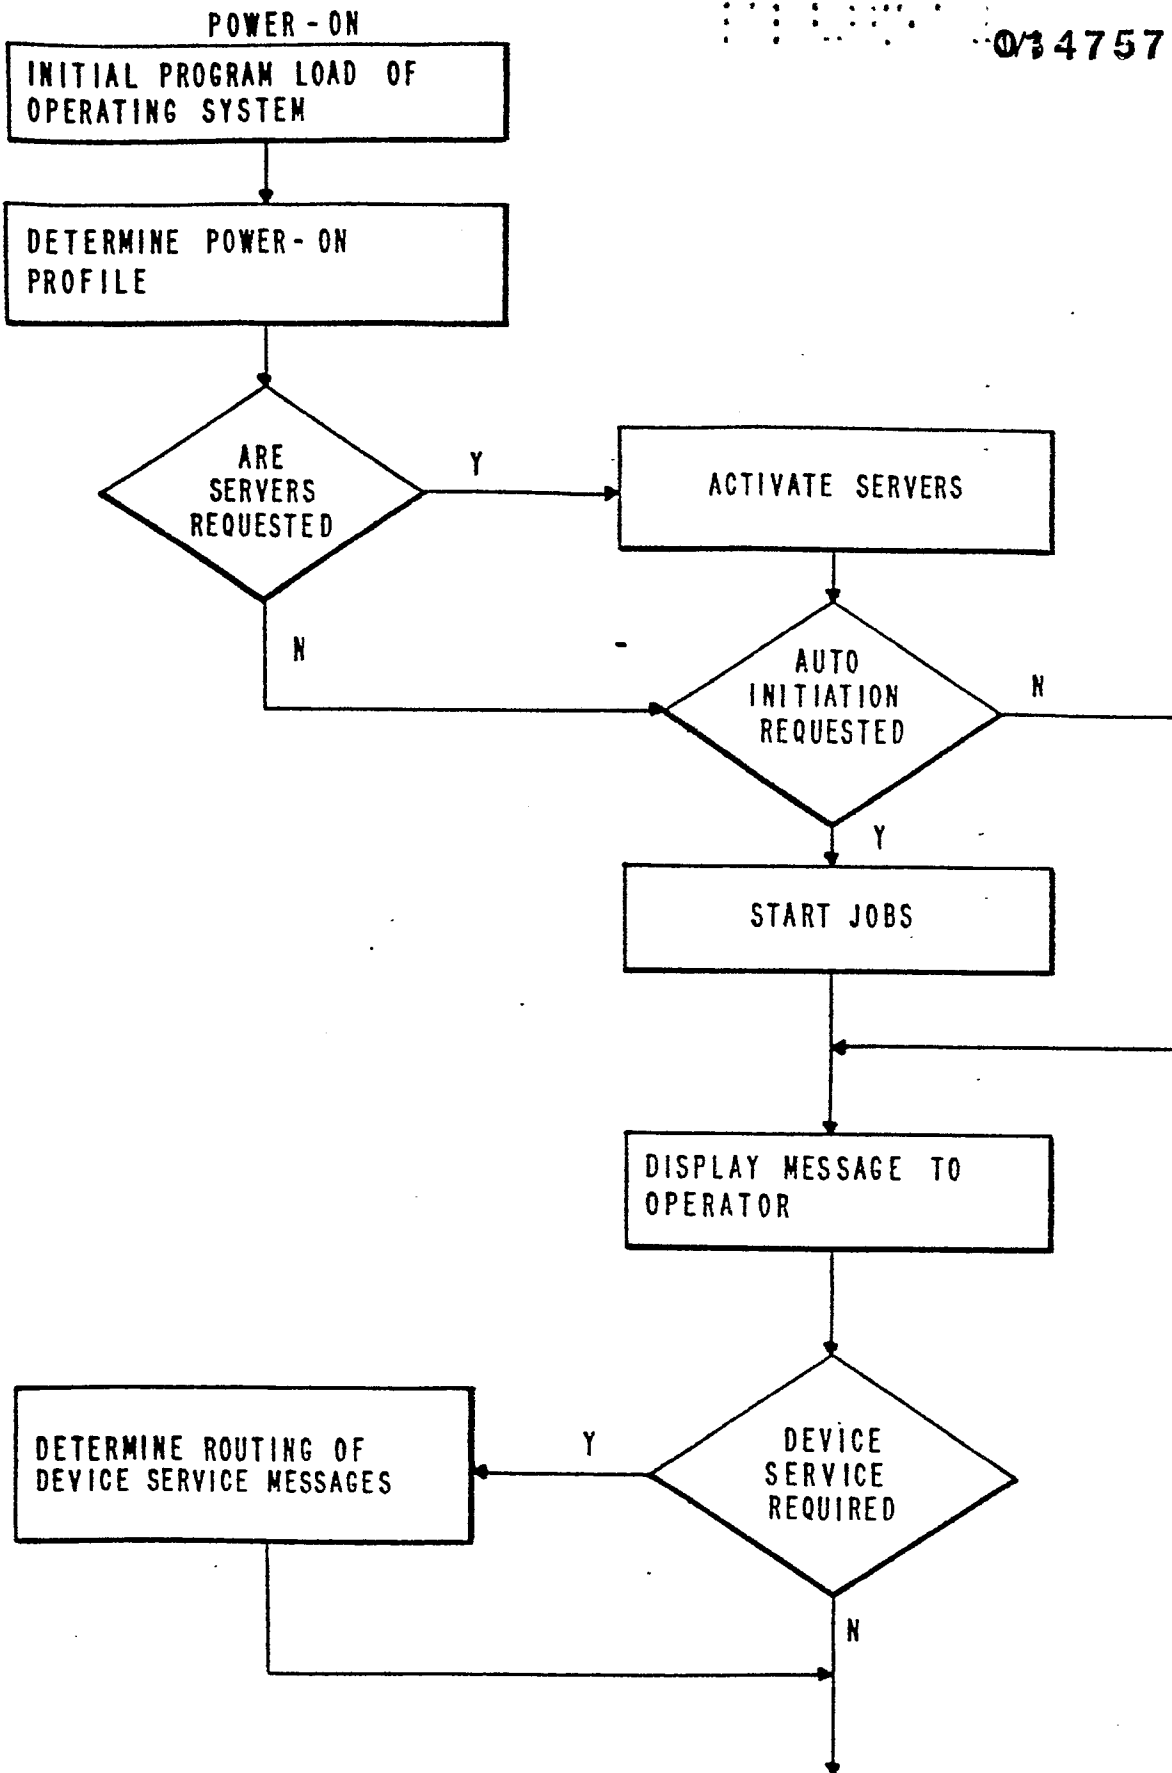 POWER-ON
INITIAL PROGRAM LOAD OF
OPERATING SYSTEM
DETERMINE POWER-ON
PROFILE
ARE
SERVERS
REQUESTED
Y
ACTIVATE SERVERS
N
AUTO
INITIATION
REQUESTED
N
Y
START JOBS
DISPLAY MESSAGE TO
OPERATOR
DEVICE
SERVICE
REQUIRED
Y
DETERMINE ROUTING OF
DEVICE SERVICE MESSAGES
N